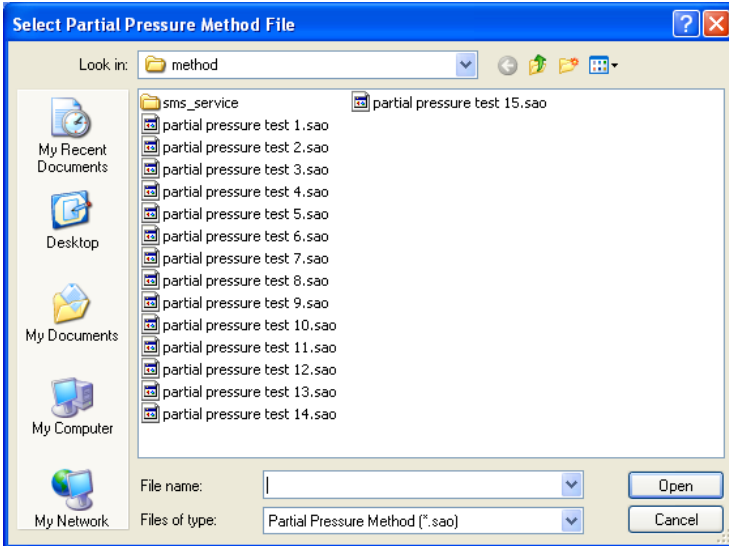 Select Partial Pressure Method File
Look in: method
My Recent Documents
Desktop
My Documents
My Computer
My Network
sms_service
partial pressure test 1.sao
partial pressure test 2.sao
partial pressure test 3.sao
partial pressure test 4.sao
partial pressure test 5.sao
partial pressure test 6.sao
partial pressure test 7.sao
partial pressure test 8.sao
partial pressure test 9.sao
partial pressure test 10.sao
partial pressure test 11.sao
partial pressure test 12.sao
partial pressure test 13.sao
partial pressure test 14.sao
partial pressure test 15.sao
File name:
Open
Files of type: Partial Pressure Method (*.sao)
Cancel